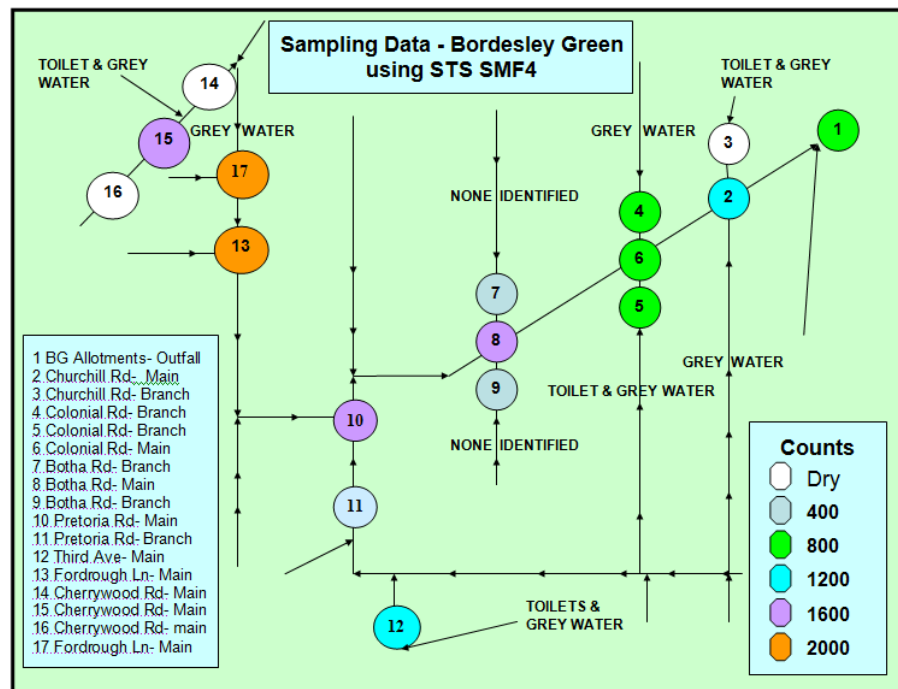 Sampling Data - Bordesley Green
using STS SMF4
TOILET & GREY
WATER
14
15
16
GREY WATER
17
13
NONE IDENTIFIED
7
8
9
NONE IDENTIFIED
10
11
12
TOILETS &
GREY WATER
GREY WATER
4
6
5
TOILET & GREY WATER
TOILET & GREY
WATER
3
2
1
GREY WATER
1 BG Allotments- Outfall
2 Churchill Rd- Main
3 Churchill Rd- Branch
4 Colonial Rd- Branch
5 Colonial Rd- Branch
6 Colonial Rd- Main
7 Botha Rd- Branch
8 Botha Rd- Main
9 Botha Rd- Branch
10 Pretoria Rd- Main
11 Pretoria Rd- Branch
12 Third Ave- Main
13 Fordrough Ln- Main
14 Cherrywood Rd- Main
15 Cherrywood Rd- Main
16 Cherrywood Rd- main
17 Fordrough Ln- Main
Counts
Dry
400
800
1200
1600
2000